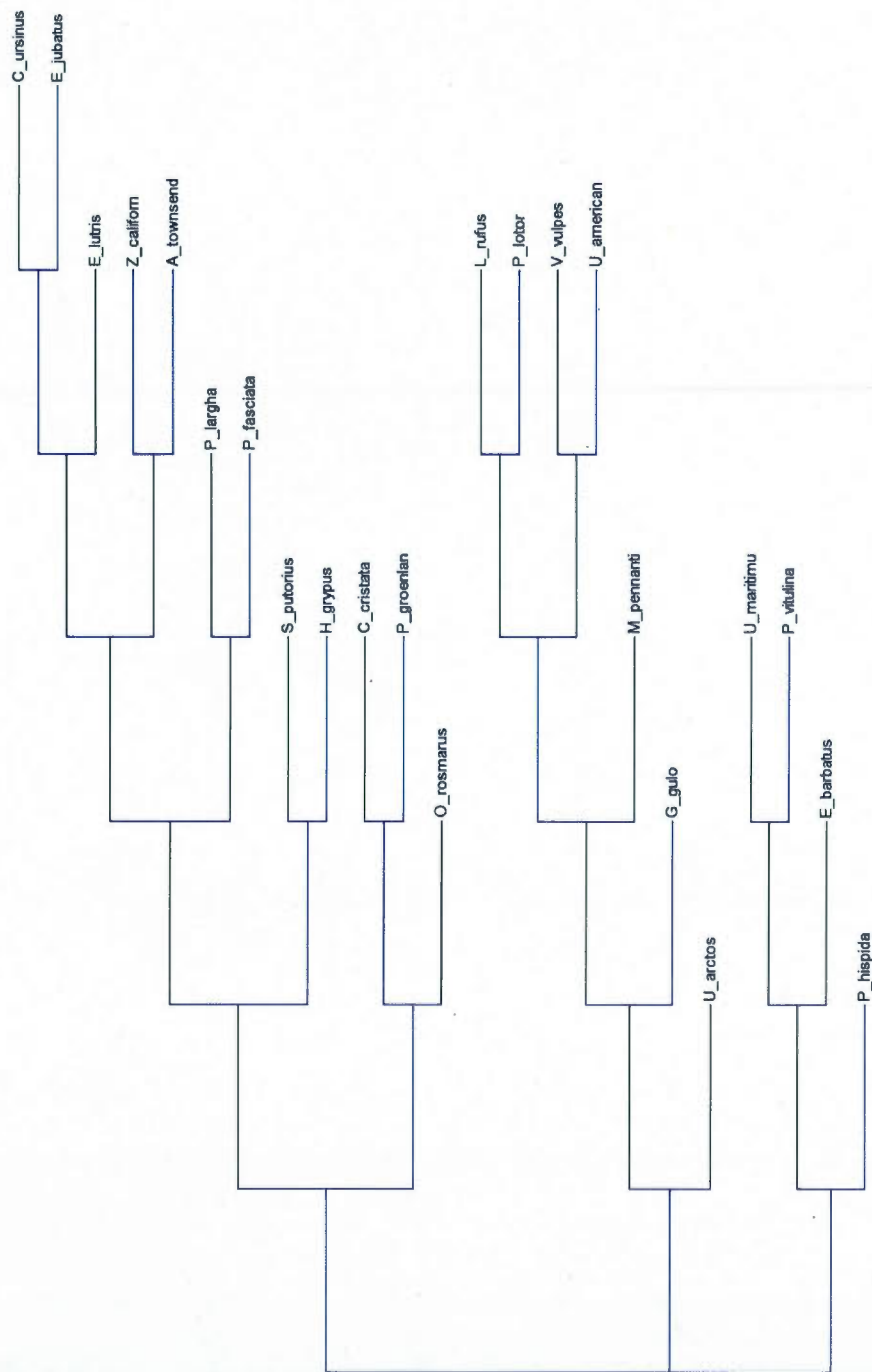 C_ursinus
E_jubatus
E_lutris
Z_californ
A_townsend
P_largha
P_fasciata
S_putorius
H_grypus
C_cristata
P_groenlan
O_rosmarus
L_rufus
P_lotor
V_vulpes
U_american
M_pennanti
G_gulo
U_arctos
U_maritimu
P_vitulina
E_barbatus
P_hispida